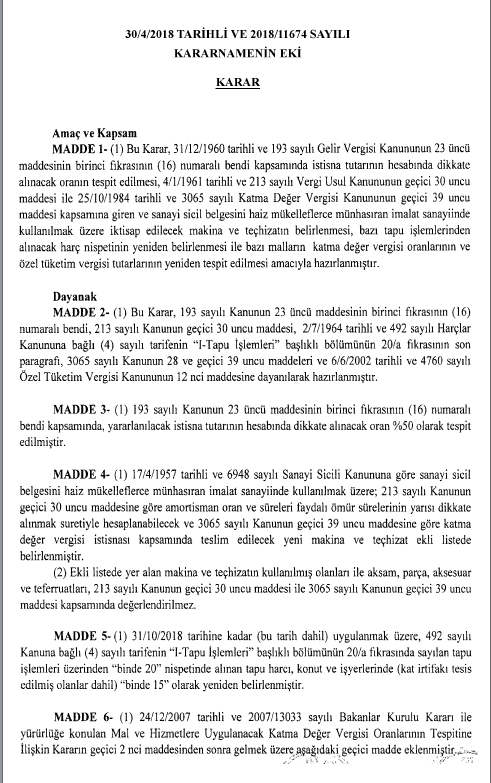 30/4/2018 TARİHLİ VE 2018/11674 SAYILI
KARARNAMENİN EKİ
KARAR
Amaç ve Kapsam
MADDE 1- (1) Bu Karar, 31/12/1960 tarihli ve 193 sayılı Gelir Vergisi Kanununun 23 üncü
maddesinin birinci fıkrasının (16) numaralı bendi kapsamında istisna tutarının hesabında dikkate
alınacak oranın tespit edilmesi, 4/1/1961 tarihli ve 213 sayılı Vergi Usul Kanununun geçici 30 uncu
maddesi ile 25/10/1984 tarihli ve 3065 sayılı Katma Değer Vergisi Kanununun geçici 39 uncu
maddesi kapsamına giren ve sanayi sicil belgesini haiz mükelleflerce münhasıran imalat sanayiinde
kullanılmak üzere iktisap edilecek makina ve teçhizatın belirlenmesi, bazı tapu işlemlerinden
alınacak harç nispetinin yeniden belirlenmesi ile bazı malların katma değer vergisi oranlarının ve
özel tüketim vergisi tutarlarının yeniden tespit edilmesi amacıyla hazırlanmıştır.
Dayanak
MADDE 2- (1) Bu Karar, 193 sayılı Kanunun 23 üncü maddesinin birinci fıkrasının (16)
numaralı bendi, 213 sayılı Kanunun geçici 30 uncu maddesi, 2/7/1964 tarihli ve 492 sayılı Harçlar
Kanununa bağlı (4) sayılı tarifenin “I-Tapu İşlemleri” başlıklı bölümünün 20/a fıkrasının son
paragraft, 3065 sayılı Kanunun 28 ve geçici 39 uncu maddeleri ve 6/6/2002 tarihli ve 4760 sayılı
Özel Tüketim Vergisi Kanununun 12 nci maddesine dayanılarak hazırlanmıştır.
MADDE 3- (1) 193 sayılı Kanunun 23 üncü maddesinin birinci fıkrasının (16) numaralı
bendi kapsamında, yararlanılacak istisna tutarının hesabında dikkate alınacak oran %50 olarak tespit
edilmiştir.
MADDE 4- (1) 17/4/1957 tarihli ve 6948 sayılı Sanayi Sicili Kanununa göre sanayi sicil
belgesini haiz mükelleflerce münhasıran imalat sanayiinde kullanılmak üzere; 213 sayılı Kanunun
geçici 30 uncu maddesine göre amortisman oran ve süreleri faydalı ömür sürelerinin yarısı dikkate
alınmak suretiyle hesaplanabilecek ve 3065 sayılı Kanunun geçici 39 uncu maddesine göre katma
değer vergisi istisnası kapsamında teslim edilecek yeni makina ve teçhizat ekli listede
belirlenmiştir.
(2) Ekli listede yer alan makina ve teçhizatın kullanılmış olanları ile aksam, parça, aksesuar
ve teferruatları, 213 sayılı Kanunun geçici 30 uncu maddesi ile 3065 sayılı Kanunun geçici 39 uncu
maddesi kapsamında değerlendirilmez.
MADDE 5- (1) 31/10/2018 tarihine kadar (bu tarih dahil) uygulanmak üzere, 492 sayılı
Kanuna bağlı (4) sayılı tarifenin “I-Tapu İşlemleri” başlıklı bölümünün 20/a fıkrasında sayılan tapu
işlemleri üzerinden “binde 20” nispetinde alınan tapu harcı, konut ve işyerlerinde (kat irtifakı tesis
edilmiş olanlar dahil) “binde 15” olarak yeniden belirlenmiştir.
MADDE 6- (1) 24/12/2007 tarihli ve 2007/13033 sayılı Bakanlar Kurulu Kararı ile
yürürlüğe konulan Mal ve Hizmetlere Uygulanacak Katma Değer Vergisi Oranlarının Tespitine
İlişkin Kararın geçici 2 nci maddesinden sonra gelmek üzere aşağıdaki geçici madde eklenmiştir.